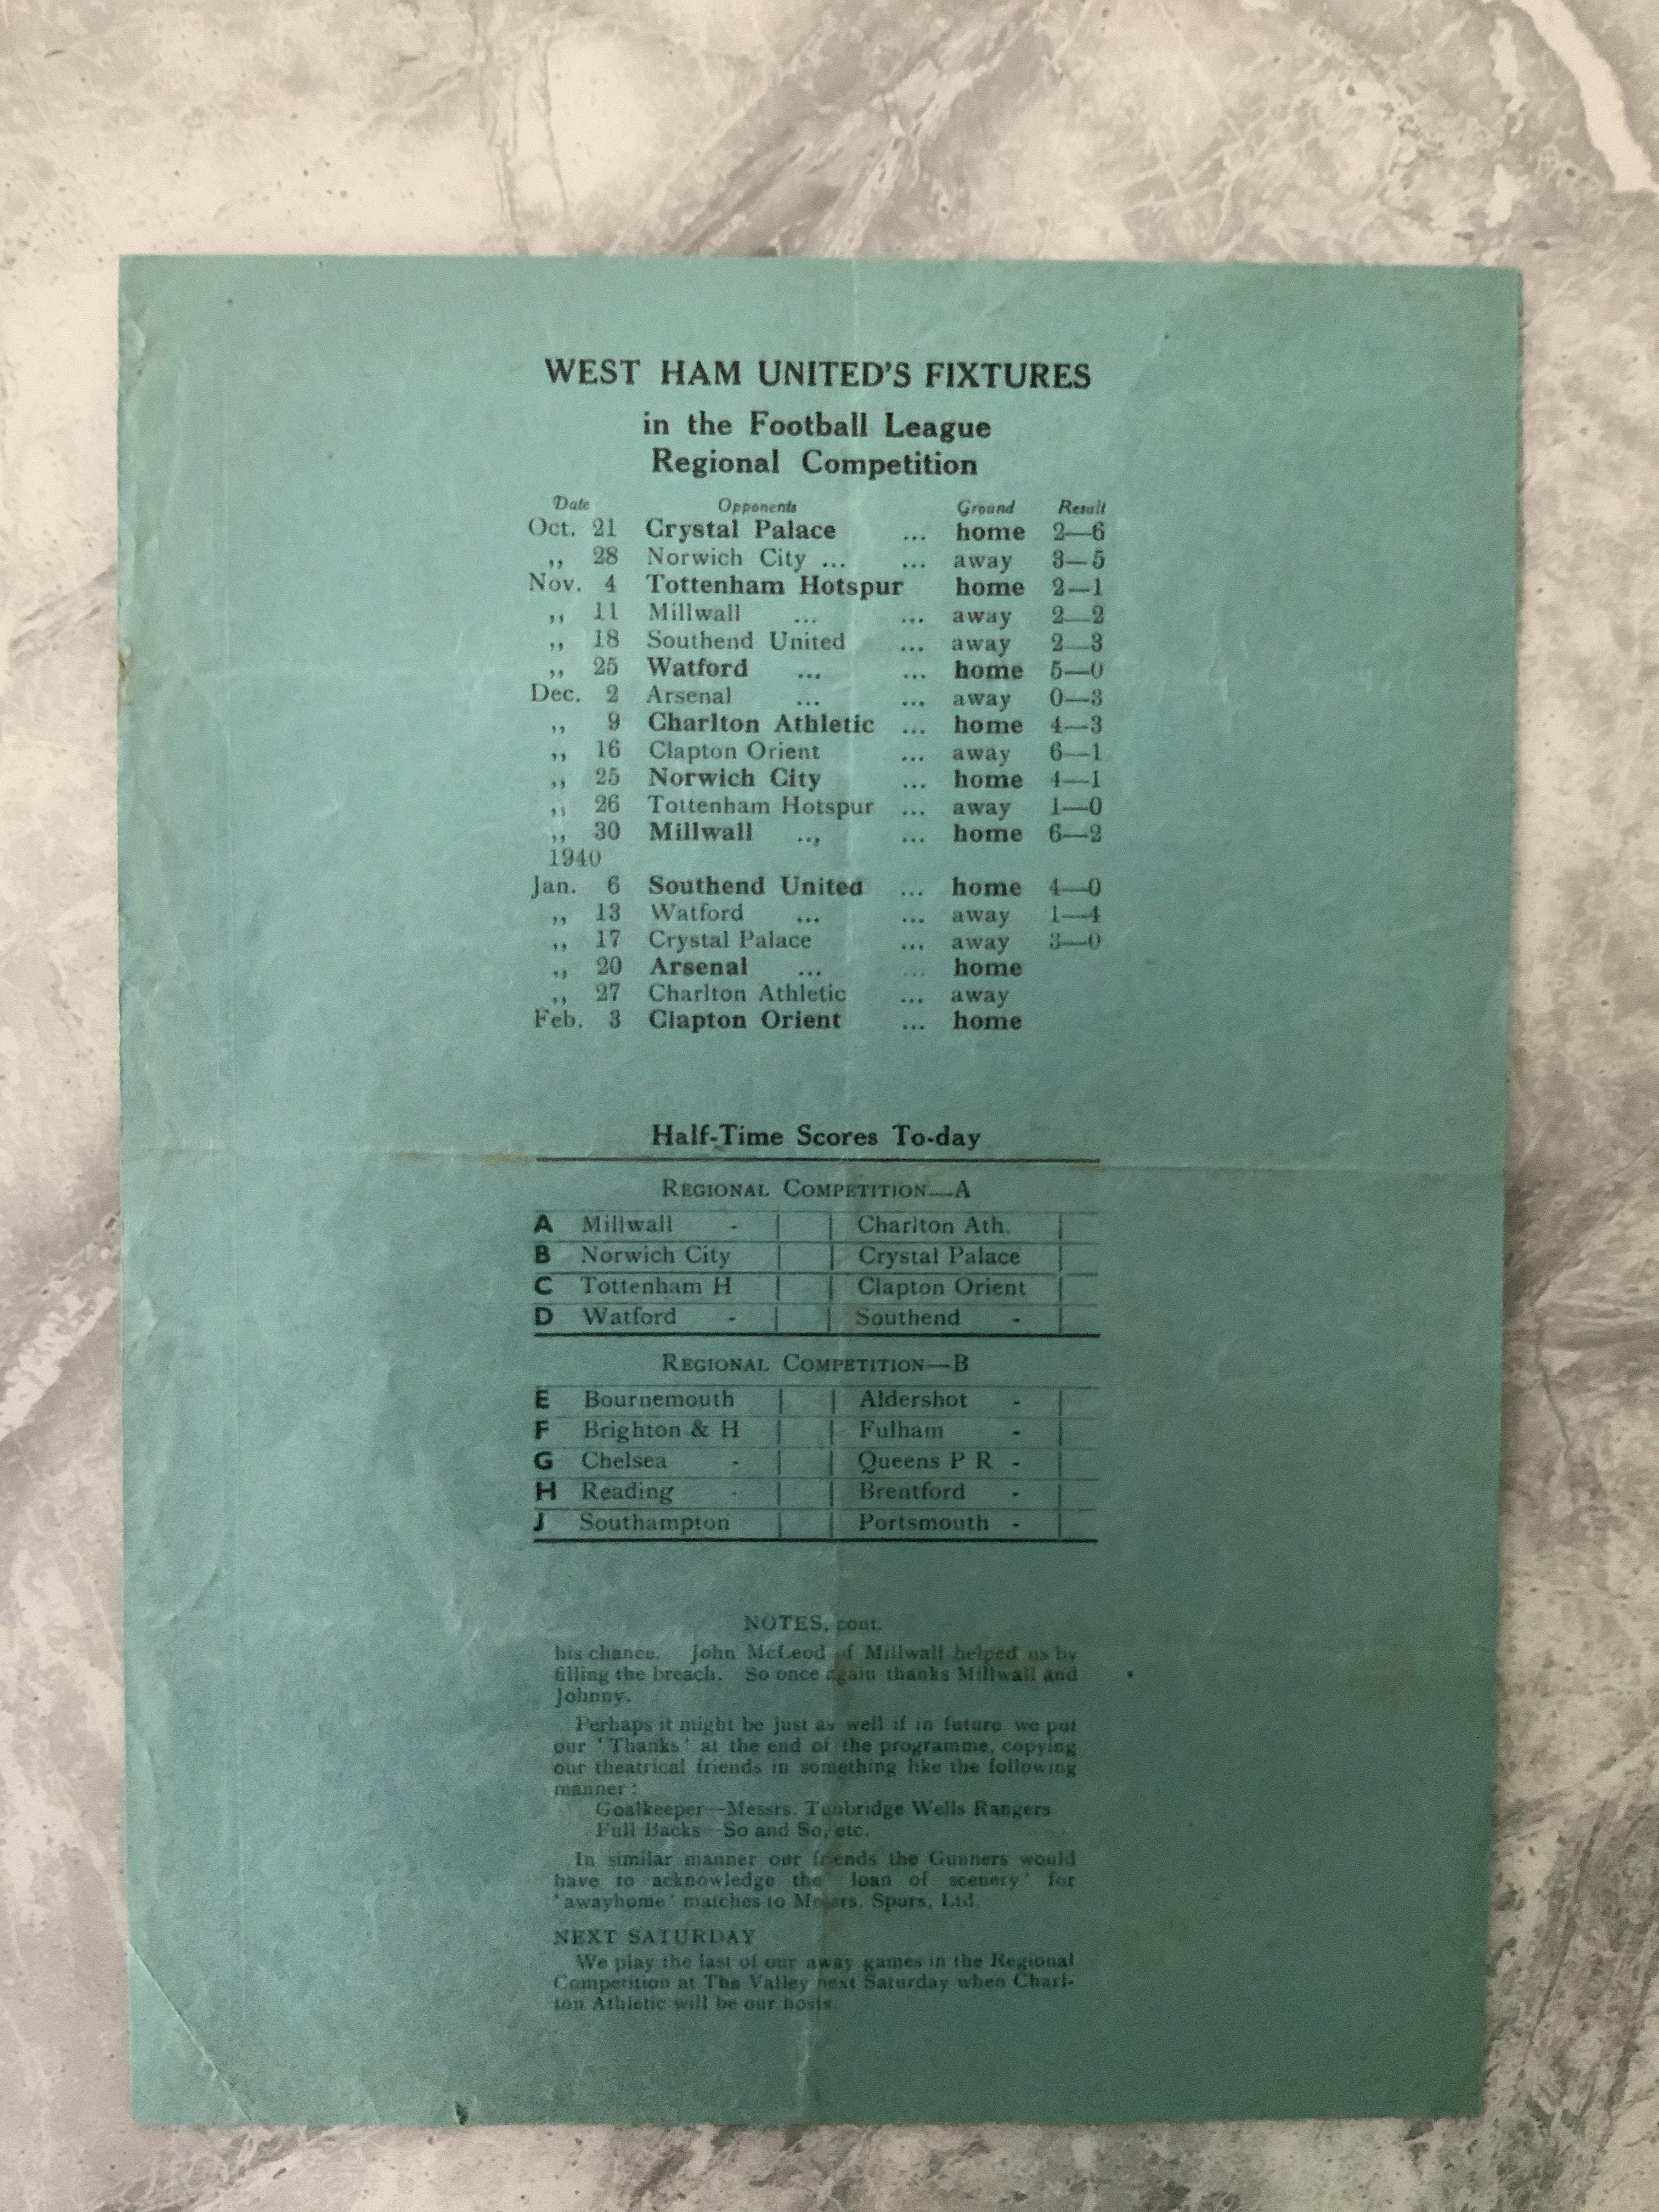 WEST HAM UNITED'S FIXTURES
in the Football League
Regional Competition
Date Opponents Ground Result
Oct. 21 Crystal Palace ... home 2—6
,, 28 Norwich City ... ... away 3—5
Nov. 4 Tottenham Hotspur home 2—1
,, 11 Millwall ... ... away 2—2
,, 18 Southend United ... away 2—3
,, 25 Watford ... ... home 5—0
Dec. 2 Arsenal ... ... away 0—3
,, 9 Charlton Athletic ... home 4—3
,, 16 Clapton Orient ... away 6—1
,, 25 Norwich City ... home 4—1
,, 26 Tottenham Hotspur ... away 1—0
,, 30 Millwall .., ... home 6—2
1940
Jan. 6 Southend United ... home 4—0
,, 13 Watford ... ... away 1—4
,, 17 Crystal Palace ... away 3—0
,, 20 Arsenal ... ... home
,, 27 Charlton Athletic ... away
Feb. 3 Clapton Orient ... home
Half-Time Scores To-day
REGIONAL COMPETITION—A
A Millwall - Charlton Ath.
B Norwich City Crystal Palace
C Tottenham H Clapton Orient
D Watford - Southend -
REGIONAL COMPETITION—B
E Bournemouth Aldershot -
F Brighton & H Fulham -
G Chelsea - Queens P R -
H Reading - Brentford -
J Southampton Portsmouth -
NOTES, cont.
his chance. John McLeod of Millwall helped us by
filling the breach. So once again thanks Millwall and
Johnny.
Perhaps it might be just as well if in future we put
our 'Thanks' at the end of the programme, copying
our theatrical friends in something like the following
manner :
Goalkeeper—Messrs. Tunbridge Wells Rangers
Full Backs—So and So, etc.
In similar manner our friends the Gunners would
have to acknowledge the 'loan of scenery' for
'awayhome' matches to Messrs. Spurs, Ltd.
NEXT SATURDAY
We play the last of our away games in the Regional
Competition at The Valley next Saturday when Charl-
ton Athletic will be our hosts.